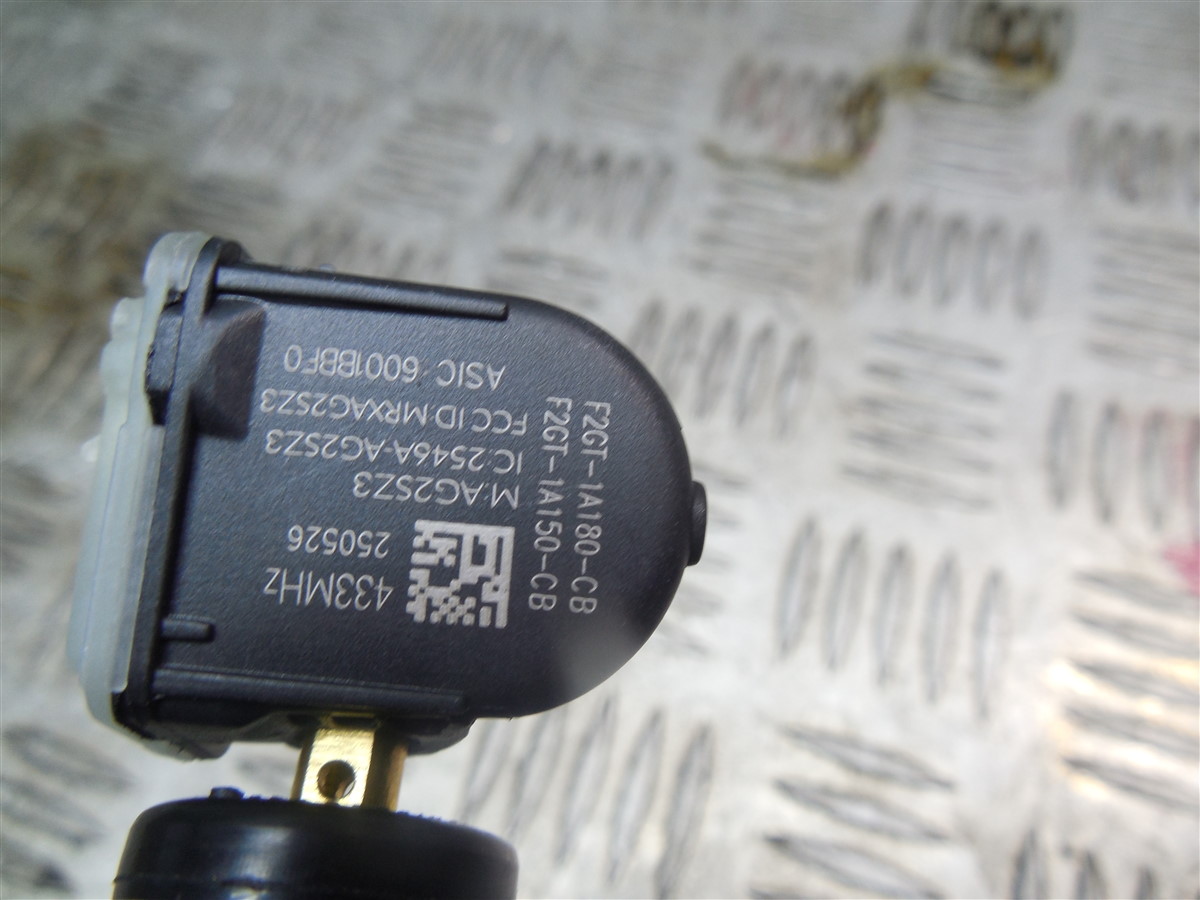 433MHz
250526
M:AG2SZ3
IC:2546A-AG2SZ3
FCC ID:MRXAG2SZ3
ASIC :6001BBF0
F2GT-1A180-CB
F2GT-1A150-CB